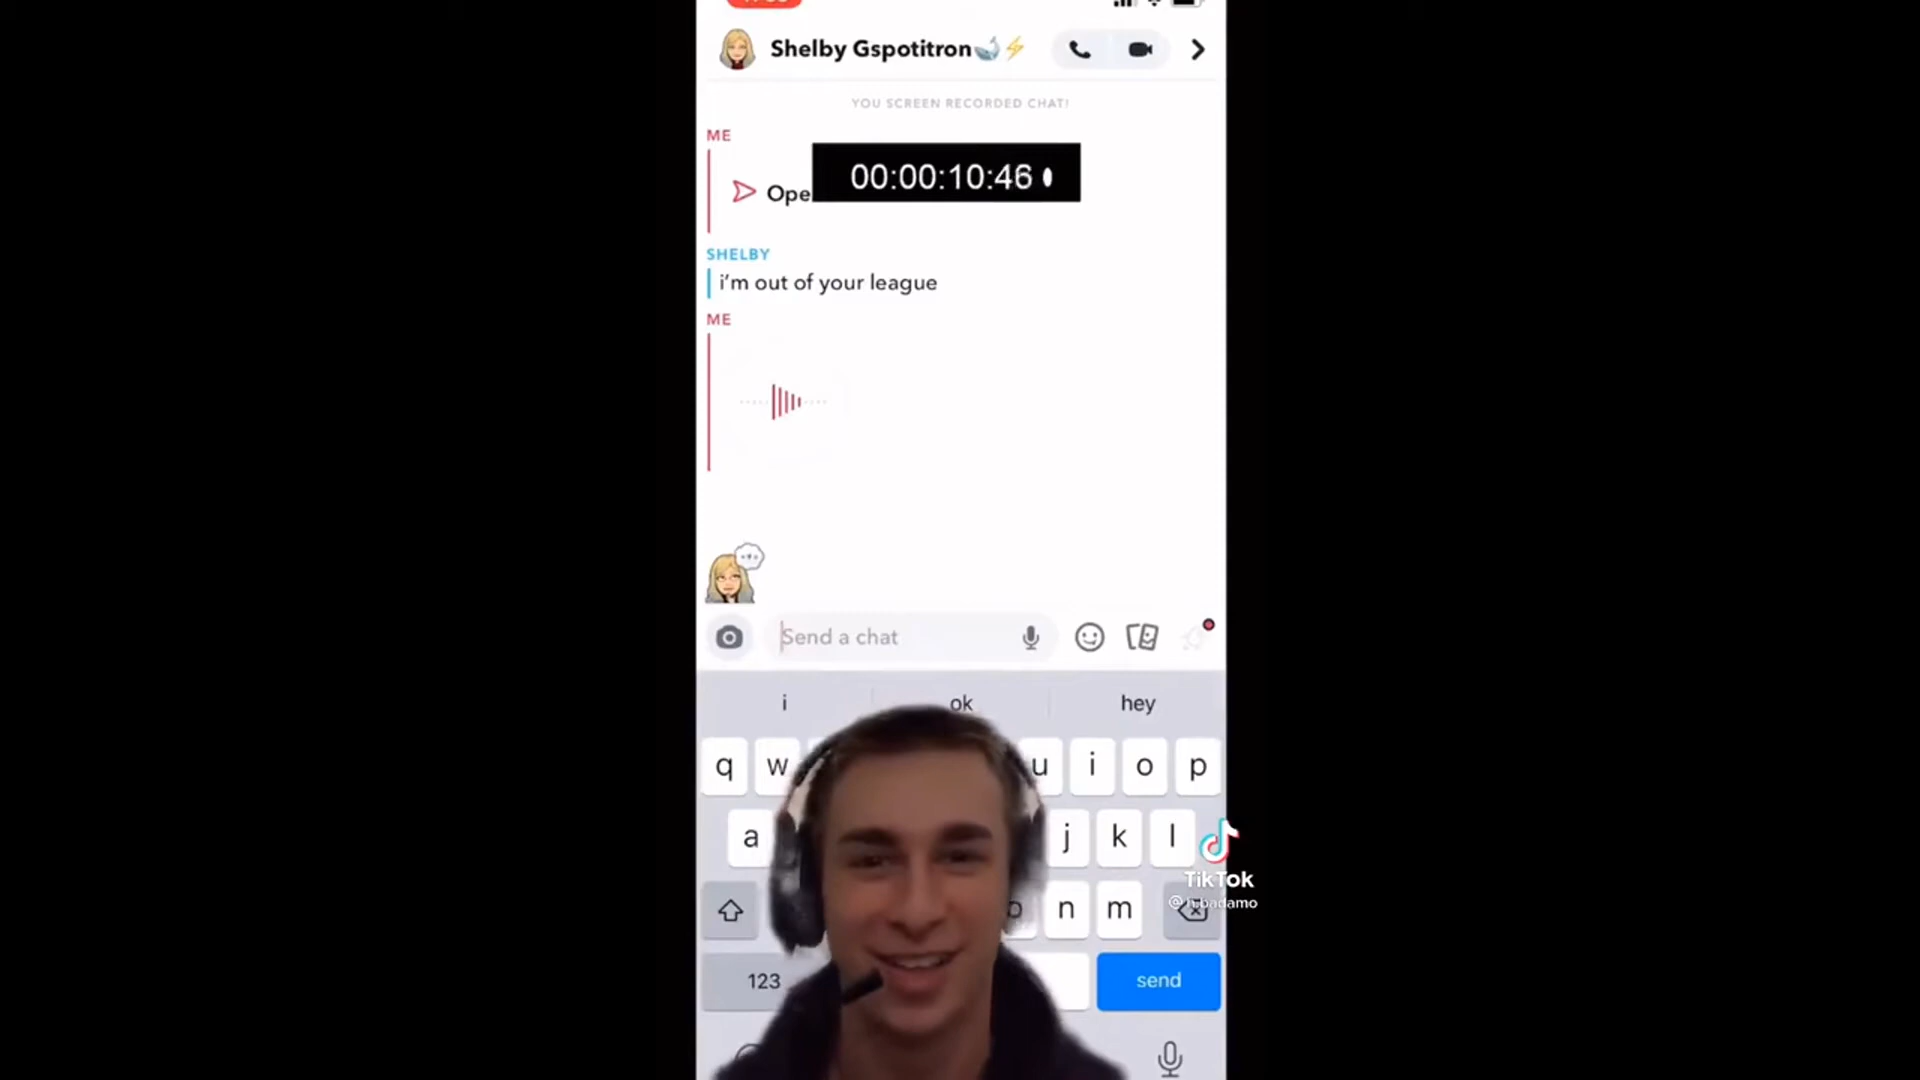 Shelby Gspotitron🐳⚡
YOU SCREEN RECORDED CHAT!
ME
Ope
00:00:10:46
SHELBY
i'm out of your league
ME
Send a chat
i ok hey
q w u i o p
a j k l
n m
123 send
TikTok